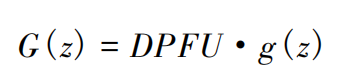 G(z) = DPFU · g(z)